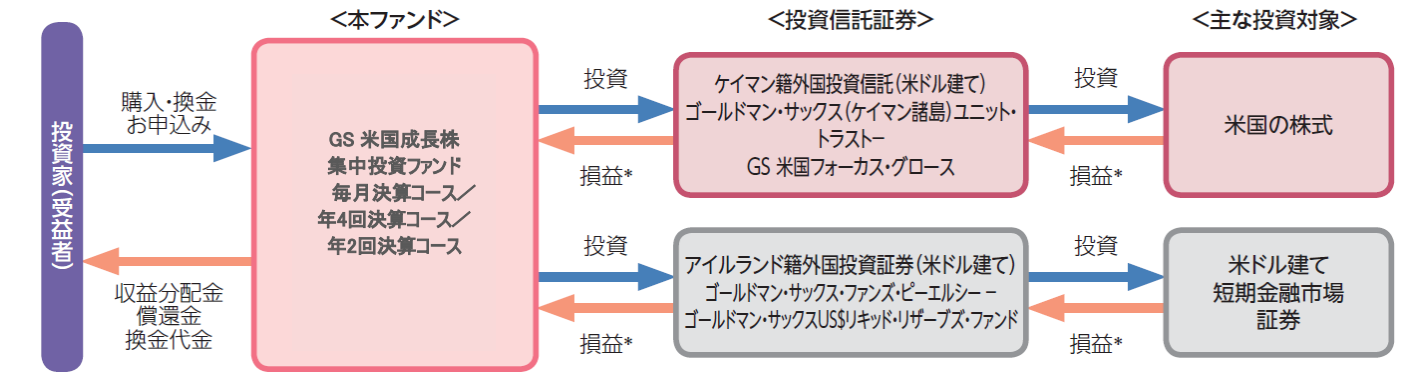 <本ファンド>
<投資信託証券>
<主な投資対象>
投資家(受益者)
購入・換金
お申込み
収益分配金
償還金
換金代金
GS 米国成長株
集中投資ファンド
毎月決算コース／
年4回決算コース／
年2回決算コース
投資
損益*
ケイマン籍外国投資信託(米ドル建て)
ゴールドマン・サックス(ケイマン諸島)ユニット・
トラストー
GS 米国フォーカス・グロース
投資
損益*
米国の株式
投資
損益*
アイルランド籍外国投資証券(米ドル建て)
ゴールドマン・サックス・ファンズ・ピーエルシー −
ゴールドマン・サックスUS$リキッド・リザーブズ・ファンド
投資
損益*
米ドル建て
短期金融市場
証券